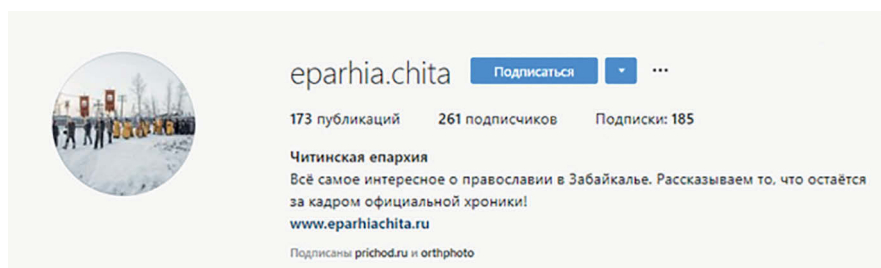 eparhia.chita Подписаться ...
173 публикаций 261 подписчиков Подписки: 185
Читинская епархия
Всё самое интересное о православии в Забайкалье. Рассказываем то, что остаётся
за кадром официальной хроники!
www.eparhiachita.ru
Подписаны prichod.ru и orthphoto